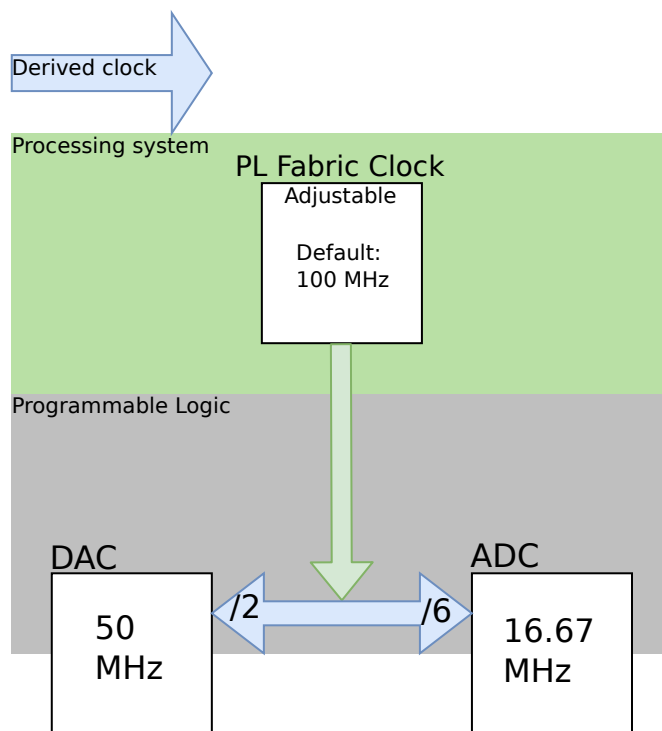 Derived clock
Processing system
PL Fabric Clock
Adjustable
Default:
100 MHz
Programmable Logic
DAC
ADC
/2
/6
50
MHz
16.67
MHz